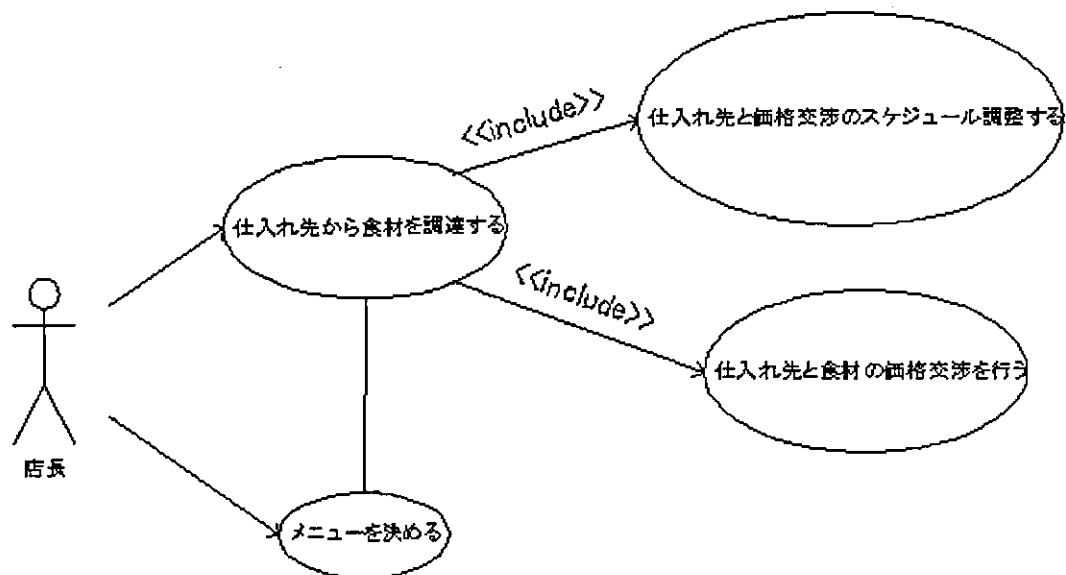 仕入れ先と価格交渉のスケジュール調整する
<<include>>
仕入れ先から食材を調達する
<<include>>
仕入れ先と食材の価格交渉を行う
店長
メニューを決める